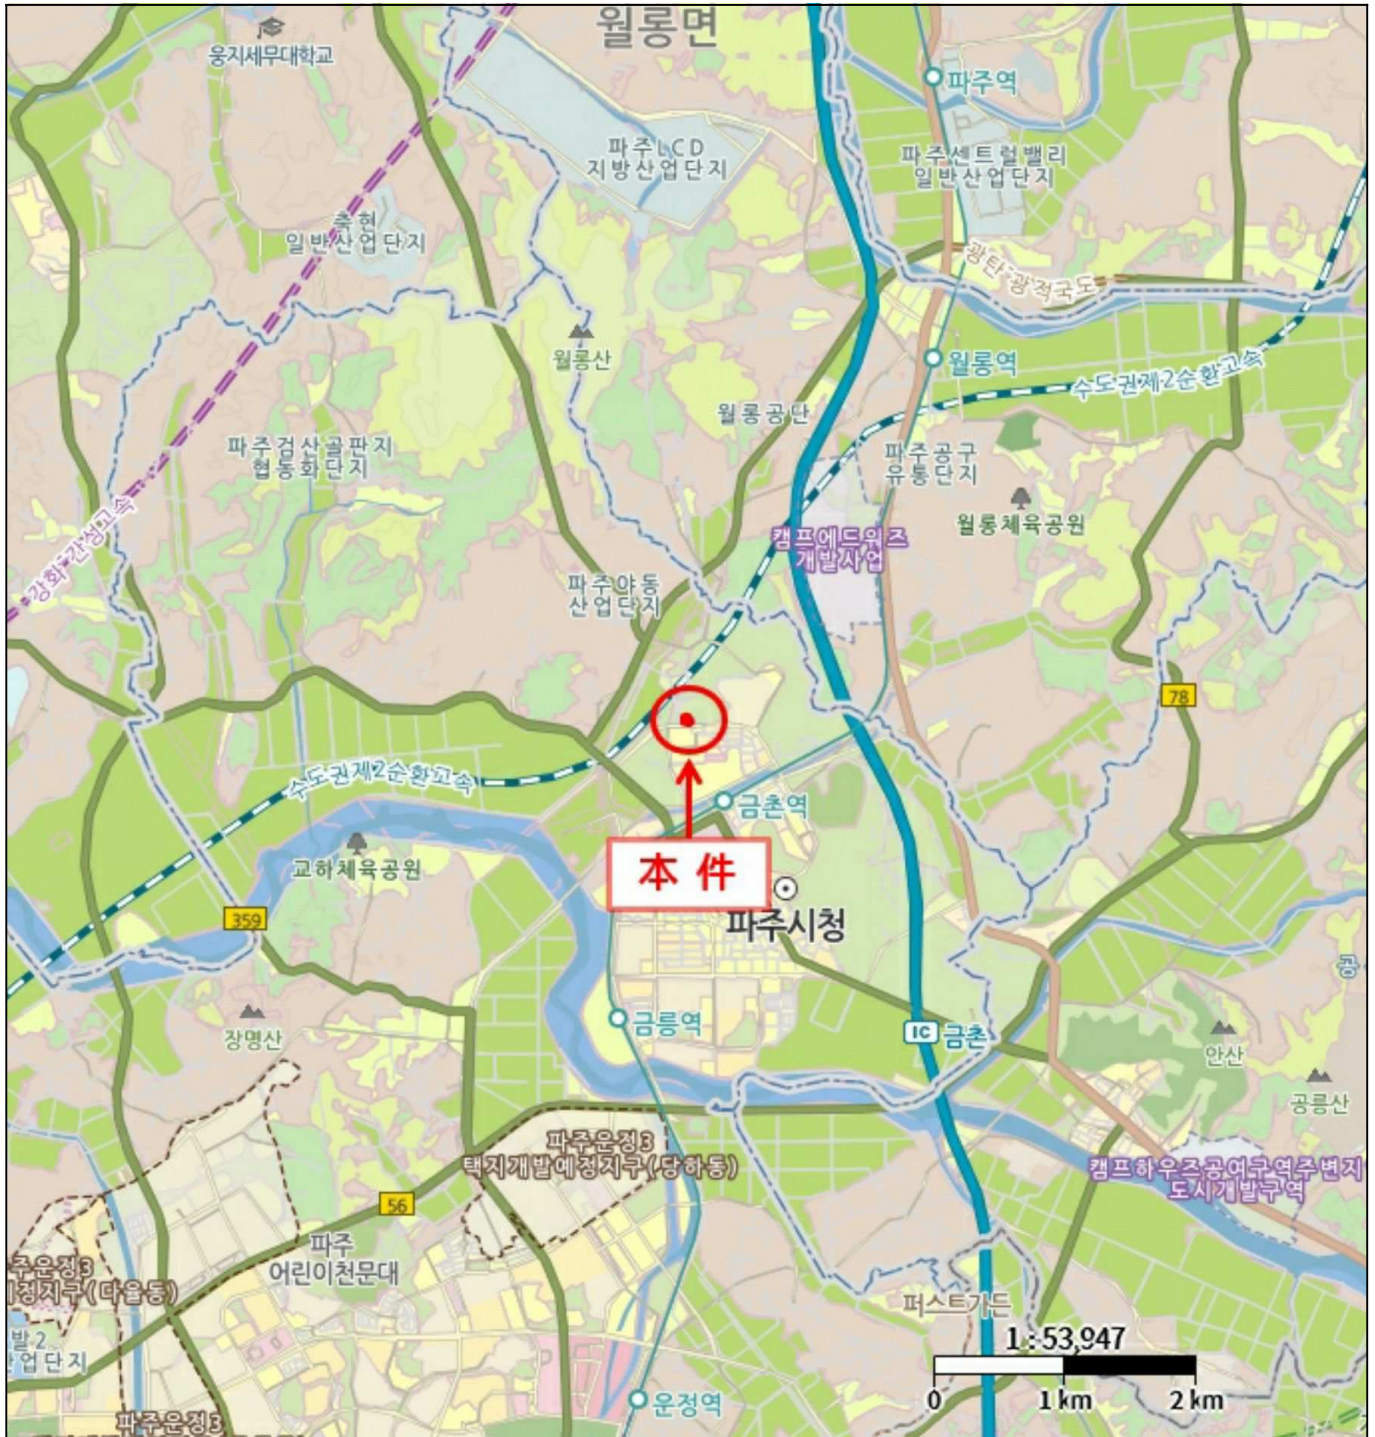 월롱면
웅지세무대학교
파주역
파주LCD
지방산업단지
파주센트럴밸리
일반산업단지
축현
일반산업단지
광탄-광적국도
월롱산
월롱역
수도권제2순환고속
월롱공단
파주검산골판지
협동화단지
파주공구
유통단지
월롱체육공원
강화-간성고속
캠프에드워즈
개발사업
파주야동
산업단지
78
수도권제2순환고속
금촌역
교하체육공원
本件
359
파주시청
공
장명산
금릉역
IC 금촌
안산
공릉산
파주운정3
택지개발예정지구(당하동)
캠프하우즈공여구역주변지
도시개발구역
56
파주
어린이천문대
주운정3
정지구(다율동)
퍼스트가든
발2
산업단지
1:53,947
0 1km 2km
운정역
파주운정3